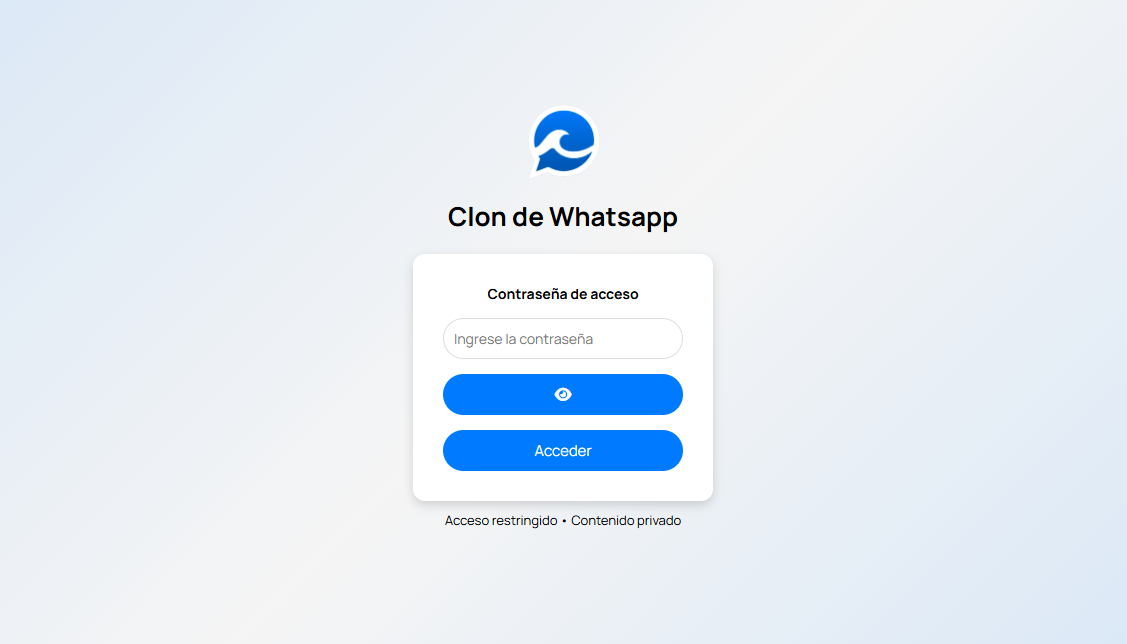 Clon de Whatsapp
Contraseña de acceso
Ingrese la contraseña
Acceder
Acceso restringido • Contenido privado